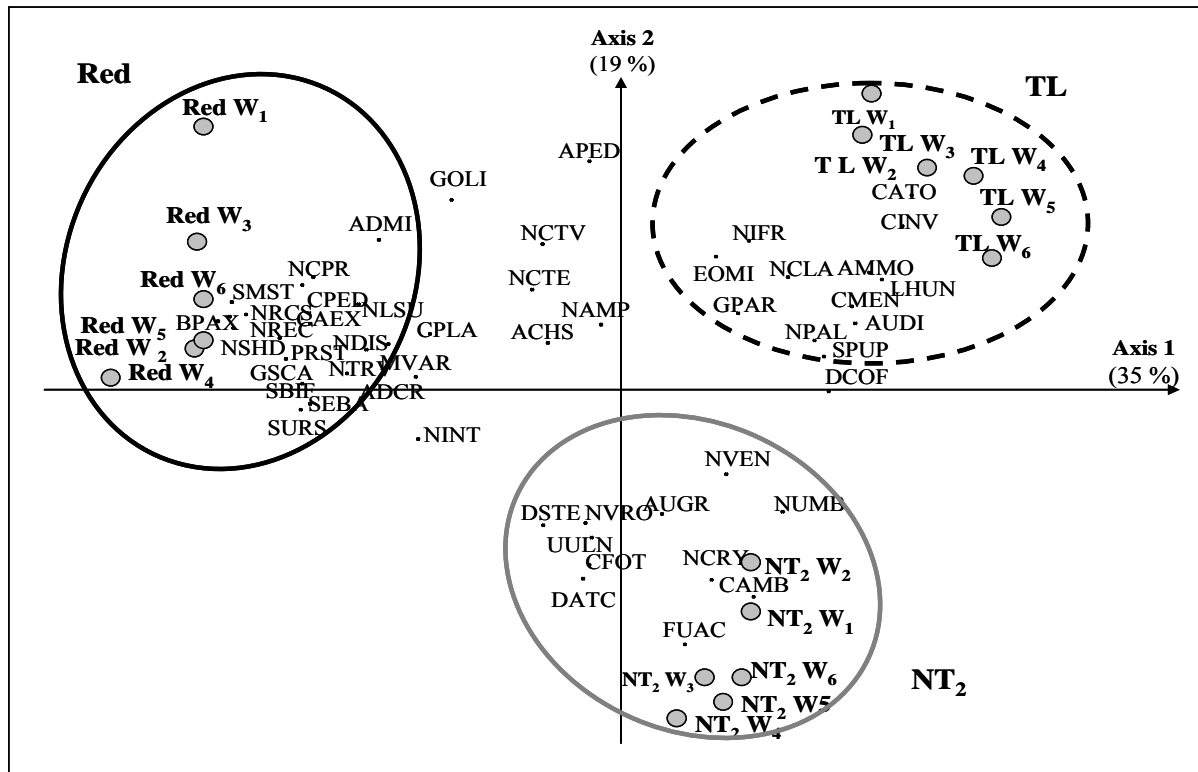 Axis 2
(19 %)
Red
TL
Red W1
TL W1
APED
TL W3
T L W2
TL W4
GOLI
CATO
TL W5
Red W3
ADMI
CINV
NCTV
NIFR
TL W6
NCPR
NCTE
EOMI
NCLA
AMMO
Red W6
SMST
LHUN
CPED
NLSU
NAMP
GPAR
CMEN
BPAX
NRCS
CAEX
Red W5
NREC
GPLA
ACHS
NPAL
AUDI
Red W2
NSHD
PRST
NDIS
SPUP
Axis 1
Red W4
GSCA
NTRV
MVAR
DCOF
(35 %)
SBIF
ADCR
SEBA
SURS
NINT
NVEN
DSTE
NVRO
AUGR
NUMB
UULN
CFOT
NCRY
NT2 W2
DATC
CAMB
NT2 W1
FUAC
NT2 W3
NT2 W6
NT2
NT2 W5
NT2 W4